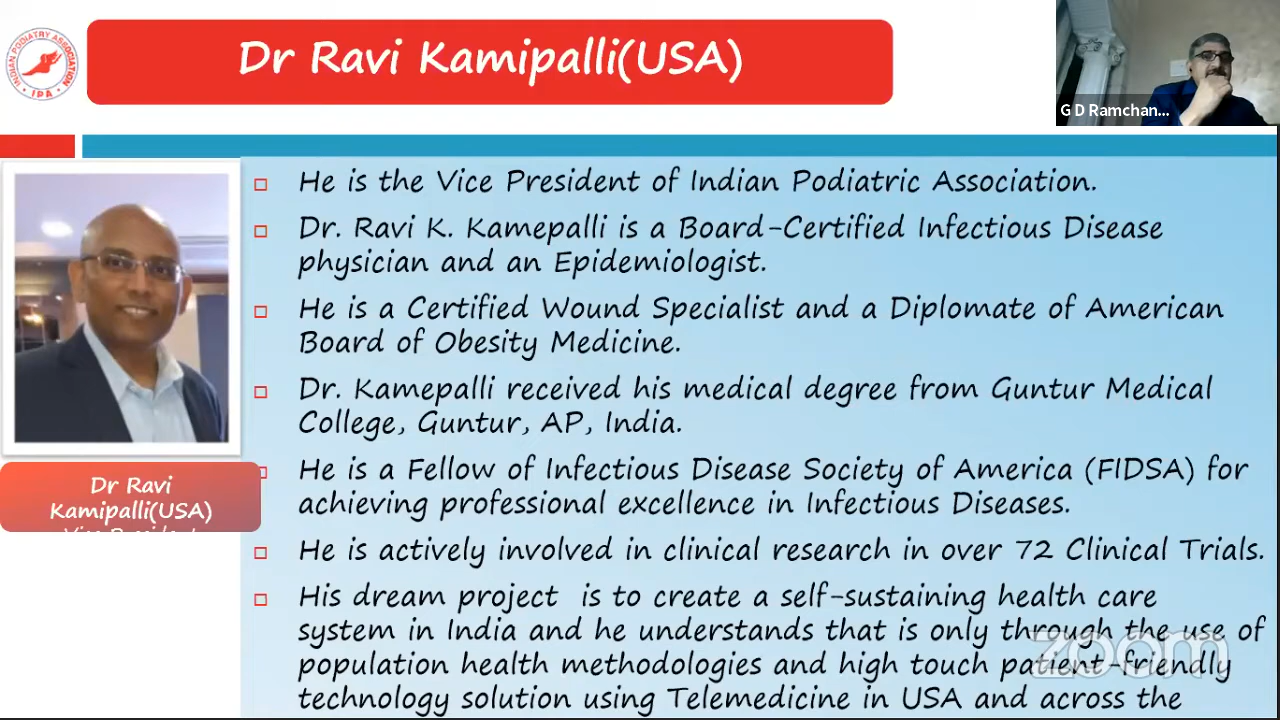 Dr Ravi Kamipalli(USA)
INDIAN PODIATRY ASSOCIATION
• IPA •
G D Ramchan...
He is the Vice President of Indian Podiatric Association.
Dr. Ravi K. Kamepalli is a Board-Certified Infectious Disease
physician and an Epidemiologist.
He is a Certified Wound Specialist and a Diplomate of American
Board of Obesity Medicine.
Dr. Kamepalli received his medical degree from Guntur Medical
College, Guntur, AP, India.
He is a Fellow of Infectious Disease Society of America (FIDSA) for
achieving professional excellence in Infectious Diseases.
He is actively involved in clinical research in over 72 Clinical Trials.
His dream project is to create a self-sustaining health care
system in India and he understands that is only through the use of
population health methodologies and high touch patient-friendly
technology solution using Telemedicine in USA and across the
Dr Ravi
Kamipalli(USA)
zoom